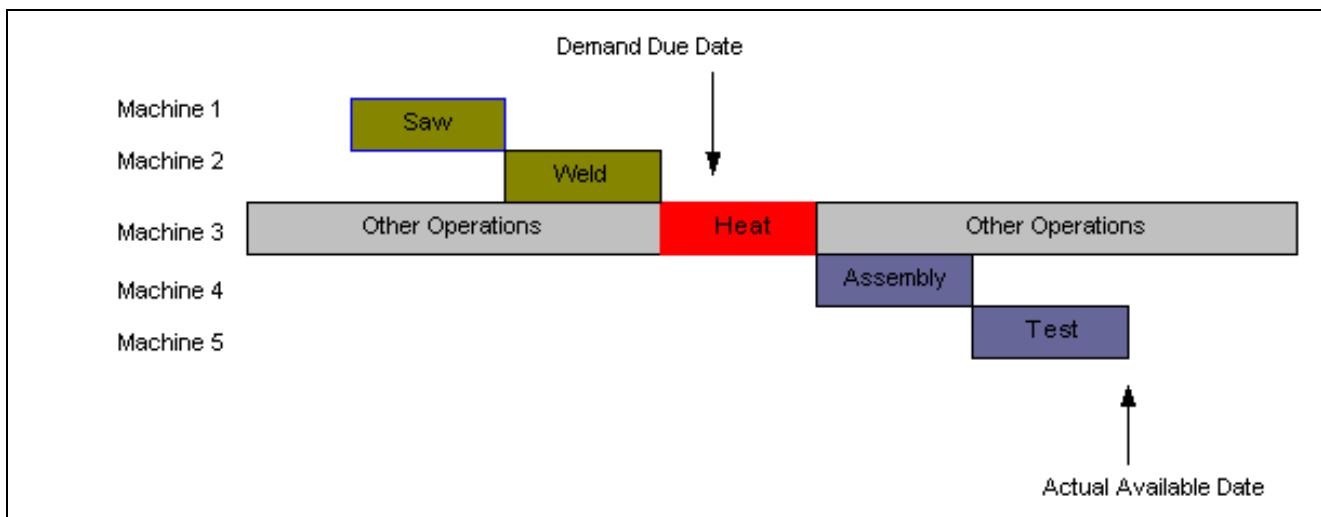 Demand Due Date
Machine 1
Saw
Machine 2
Weld
Machine 3
Other Operations
Heat
Other Operations
Machine 4
Assembly
Machine 5
Test
Actual Available Date